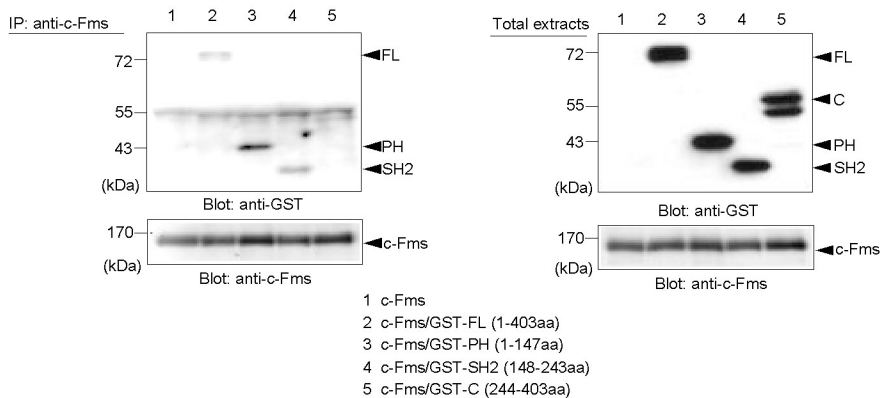 IP: anti-c-Fms
1 2 3 4 5
72
55
43
(kDa)
FL
PH
SH2
Blot: anti-GST
170
(kDa)
c-Fms
Blot: anti-c-Fms
Total extracts
1 2 3 4 5
72
55
43
(kDa)
FL
C
PH
SH2
Blot: anti-GST
170
(kDa)
c-Fms
Blot: anti-c-Fms
1 c-Fms
2 c-Fms/GST-FL (1-403aa)
3 c-Fms/GST-PH (1-147aa)
4 c-Fms/GST-SH2 (148-243aa)
5 c-Fms/GST-C (244-403aa)